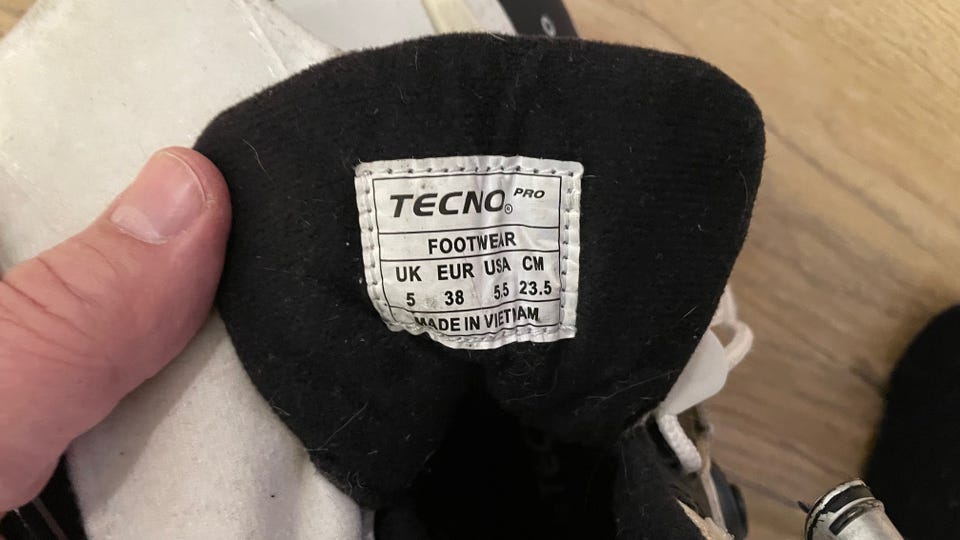 TECNO® PRO
FOOTWEAR
UK EUR USA CM
5 38 5.5 23.5
MADE IN VIETNAM